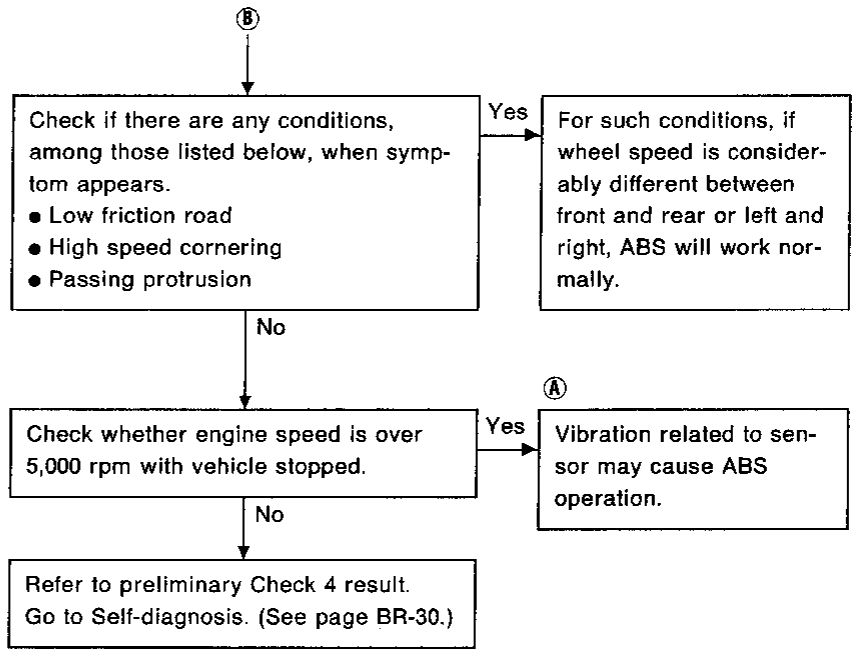 Ⓑ
Check if there are any conditions,
among those listed below, when symp-
tom appears.
● Low friction road
● High speed cornering
● Passing protrusion
Yes
For such conditions, if
wheel speed is consider-
ably different between
front and rear or left and
right, ABS will work nor-
mally.
No
Check whether engine speed is over
5,000 rpm with vehicle stopped.
Yes
Ⓐ
Vibration related to sen-
sor may cause ABS
operation.
No
Refer to preliminary Check 4 result.
Go to Self-diagnosis. (See page BR-30.)